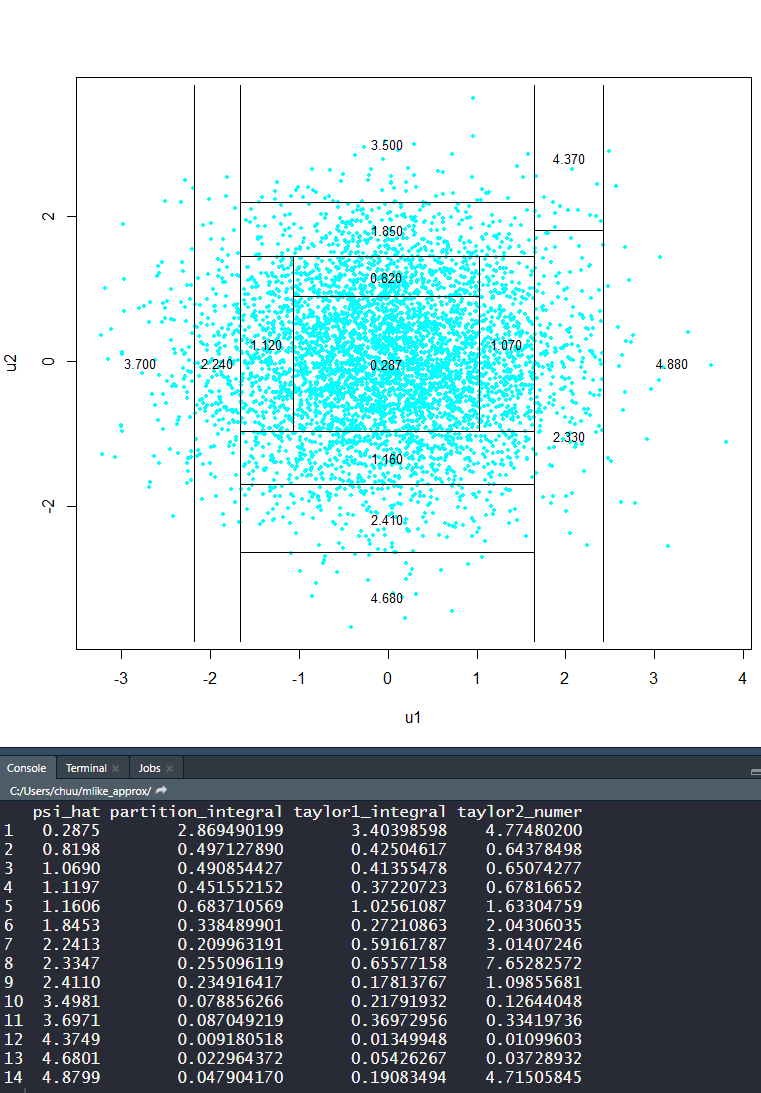 3.500
4.370
2
1.850
0.820
1.120
1.070
u2
0
3.700
2.240
0.287
4.880
2.330
1.160
-2
2.410
4.680
-3 -2 -1 0 1 2 3 4
u1
Console Terminal × Jobs ×
C:/Users/chuu/mlike_approx/
psi_hat partition_integral taylor1_integral taylor2_numer
1 0.2875 2.869490199 3.40398598 4.77480200
2 0.8198 0.497127890 0.42504617 0.64378498
3 1.0690 0.490854427 0.41355478 0.65074277
4 1.1197 0.451552152 0.37220723 0.67816652
5 1.1606 0.683710569 1.02561087 1.63304759
6 1.8453 0.338489901 0.27210863 2.04306035
7 2.2413 0.209963191 0.59161787 3.01407246
8 2.3347 0.255096119 0.65577158 7.65282572
9 2.4110 0.234916417 0.17813767 1.09855681
10 3.4981 0.078856266 0.21791932 0.12644048
11 3.6971 0.087049219 0.36972956 0.33419736
12 4.3749 0.009180518 0.01349948 0.01099603
13 4.6801 0.022964372 0.05426267 0.03728932
14 4.8799 0.047904170 0.19083494 4.71505845